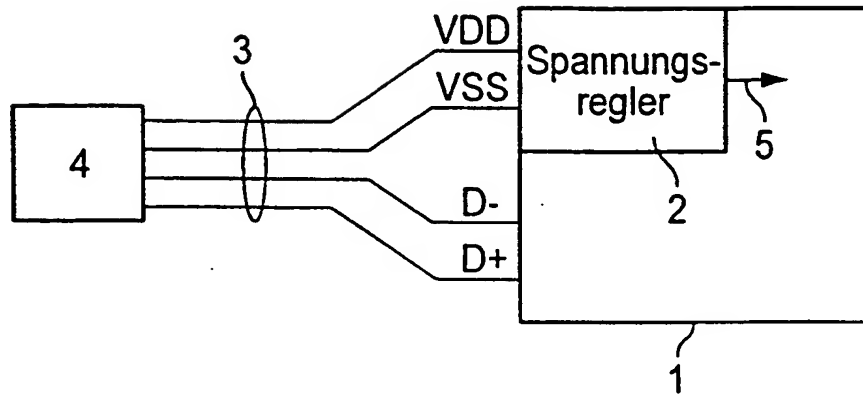 VDD
3
Spannungs-
VSS
regler
4
5
2
D-
D+
1